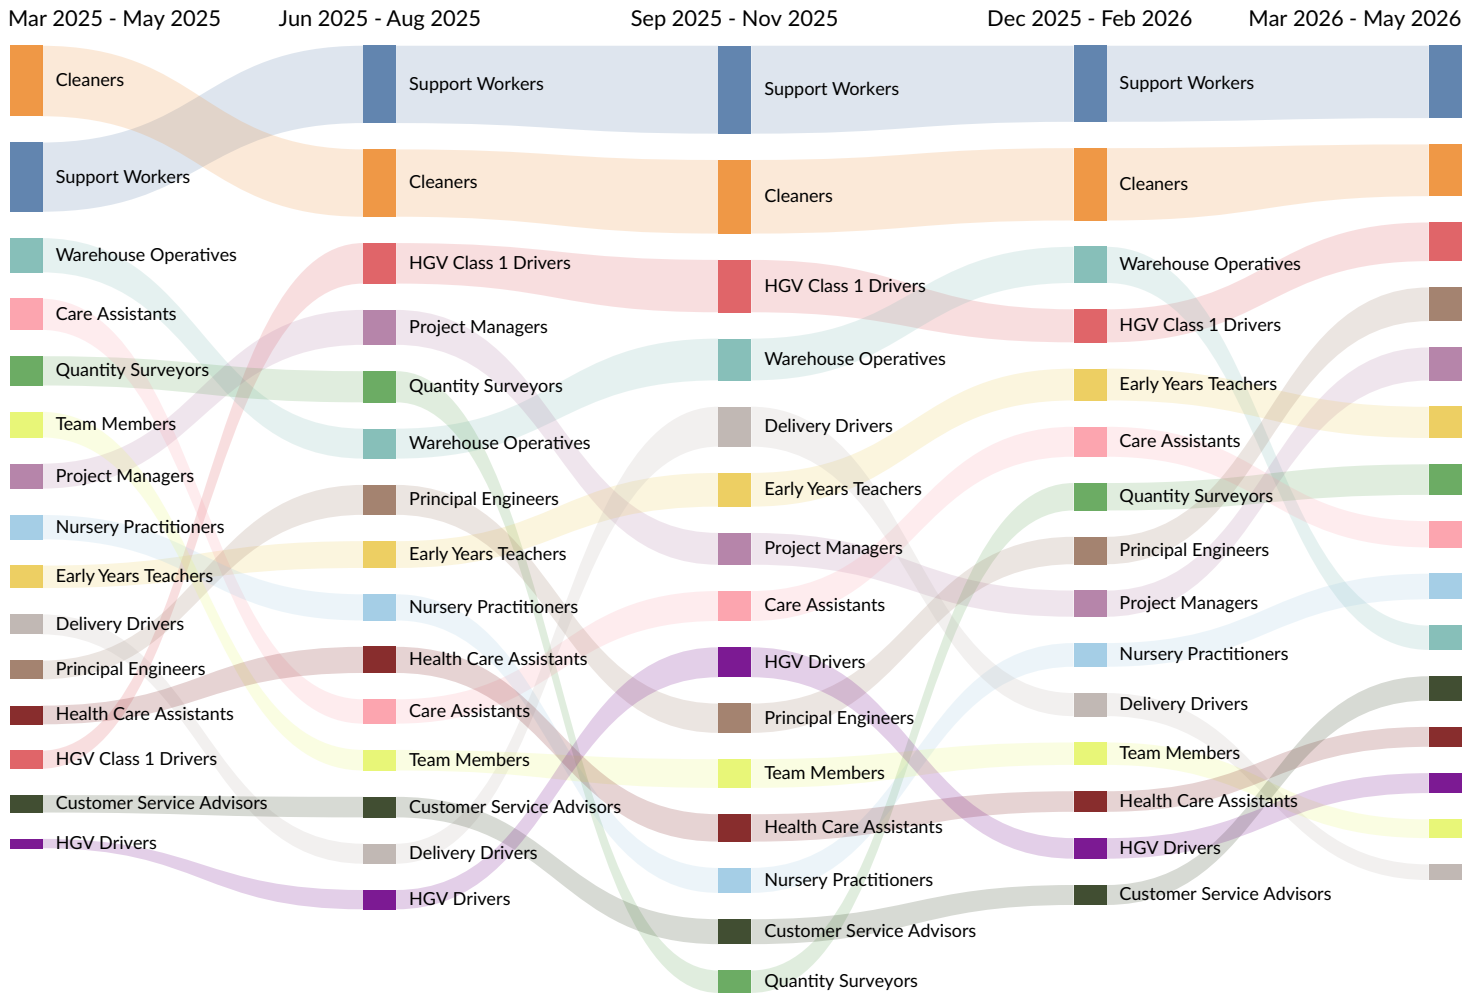 Mar 2025 - May 2025
Jun 2025 - Aug 2025
Sep 2025 - Nov 2025
Dec 2025 - Feb 2026
Mar 2026 - May 2026
Cleaners
Support Workers
Warehouse Operatives
Care Assistants
Quantity Surveyors
Team Members
Project Managers
Nursery Practitioners
Early Years Teachers
Delivery Drivers
Principal Engineers
Health Care Assistants
HGV Class 1 Drivers
Customer Service Advisors
HGV Drivers
Support Workers
Cleaners
HGV Class 1 Drivers
Project Managers
Quantity Surveyors
Warehouse Operatives
Principal Engineers
Early Years Teachers
Nursery Practitioners
Health Care Assistants
Care Assistants
Team Members
Customer Service Advisors
Delivery Drivers
HGV Drivers
Support Workers
Cleaners
HGV Class 1 Drivers
Warehouse Operatives
Delivery Drivers
Early Years Teachers
Project Managers
Care Assistants
HGV Drivers
Principal Engineers
Team Members
Health Care Assistants
Nursery Practitioners
Customer Service Advisors
Quantity Surveyors
Support Workers
Cleaners
Warehouse Operatives
HGV Class 1 Drivers
Early Years Teachers
Care Assistants
Quantity Surveyors
Principal Engineers
Project Managers
Nursery Practitioners
Delivery Drivers
Team Members
Health Care Assistants
HGV Drivers
Customer Service Advisors